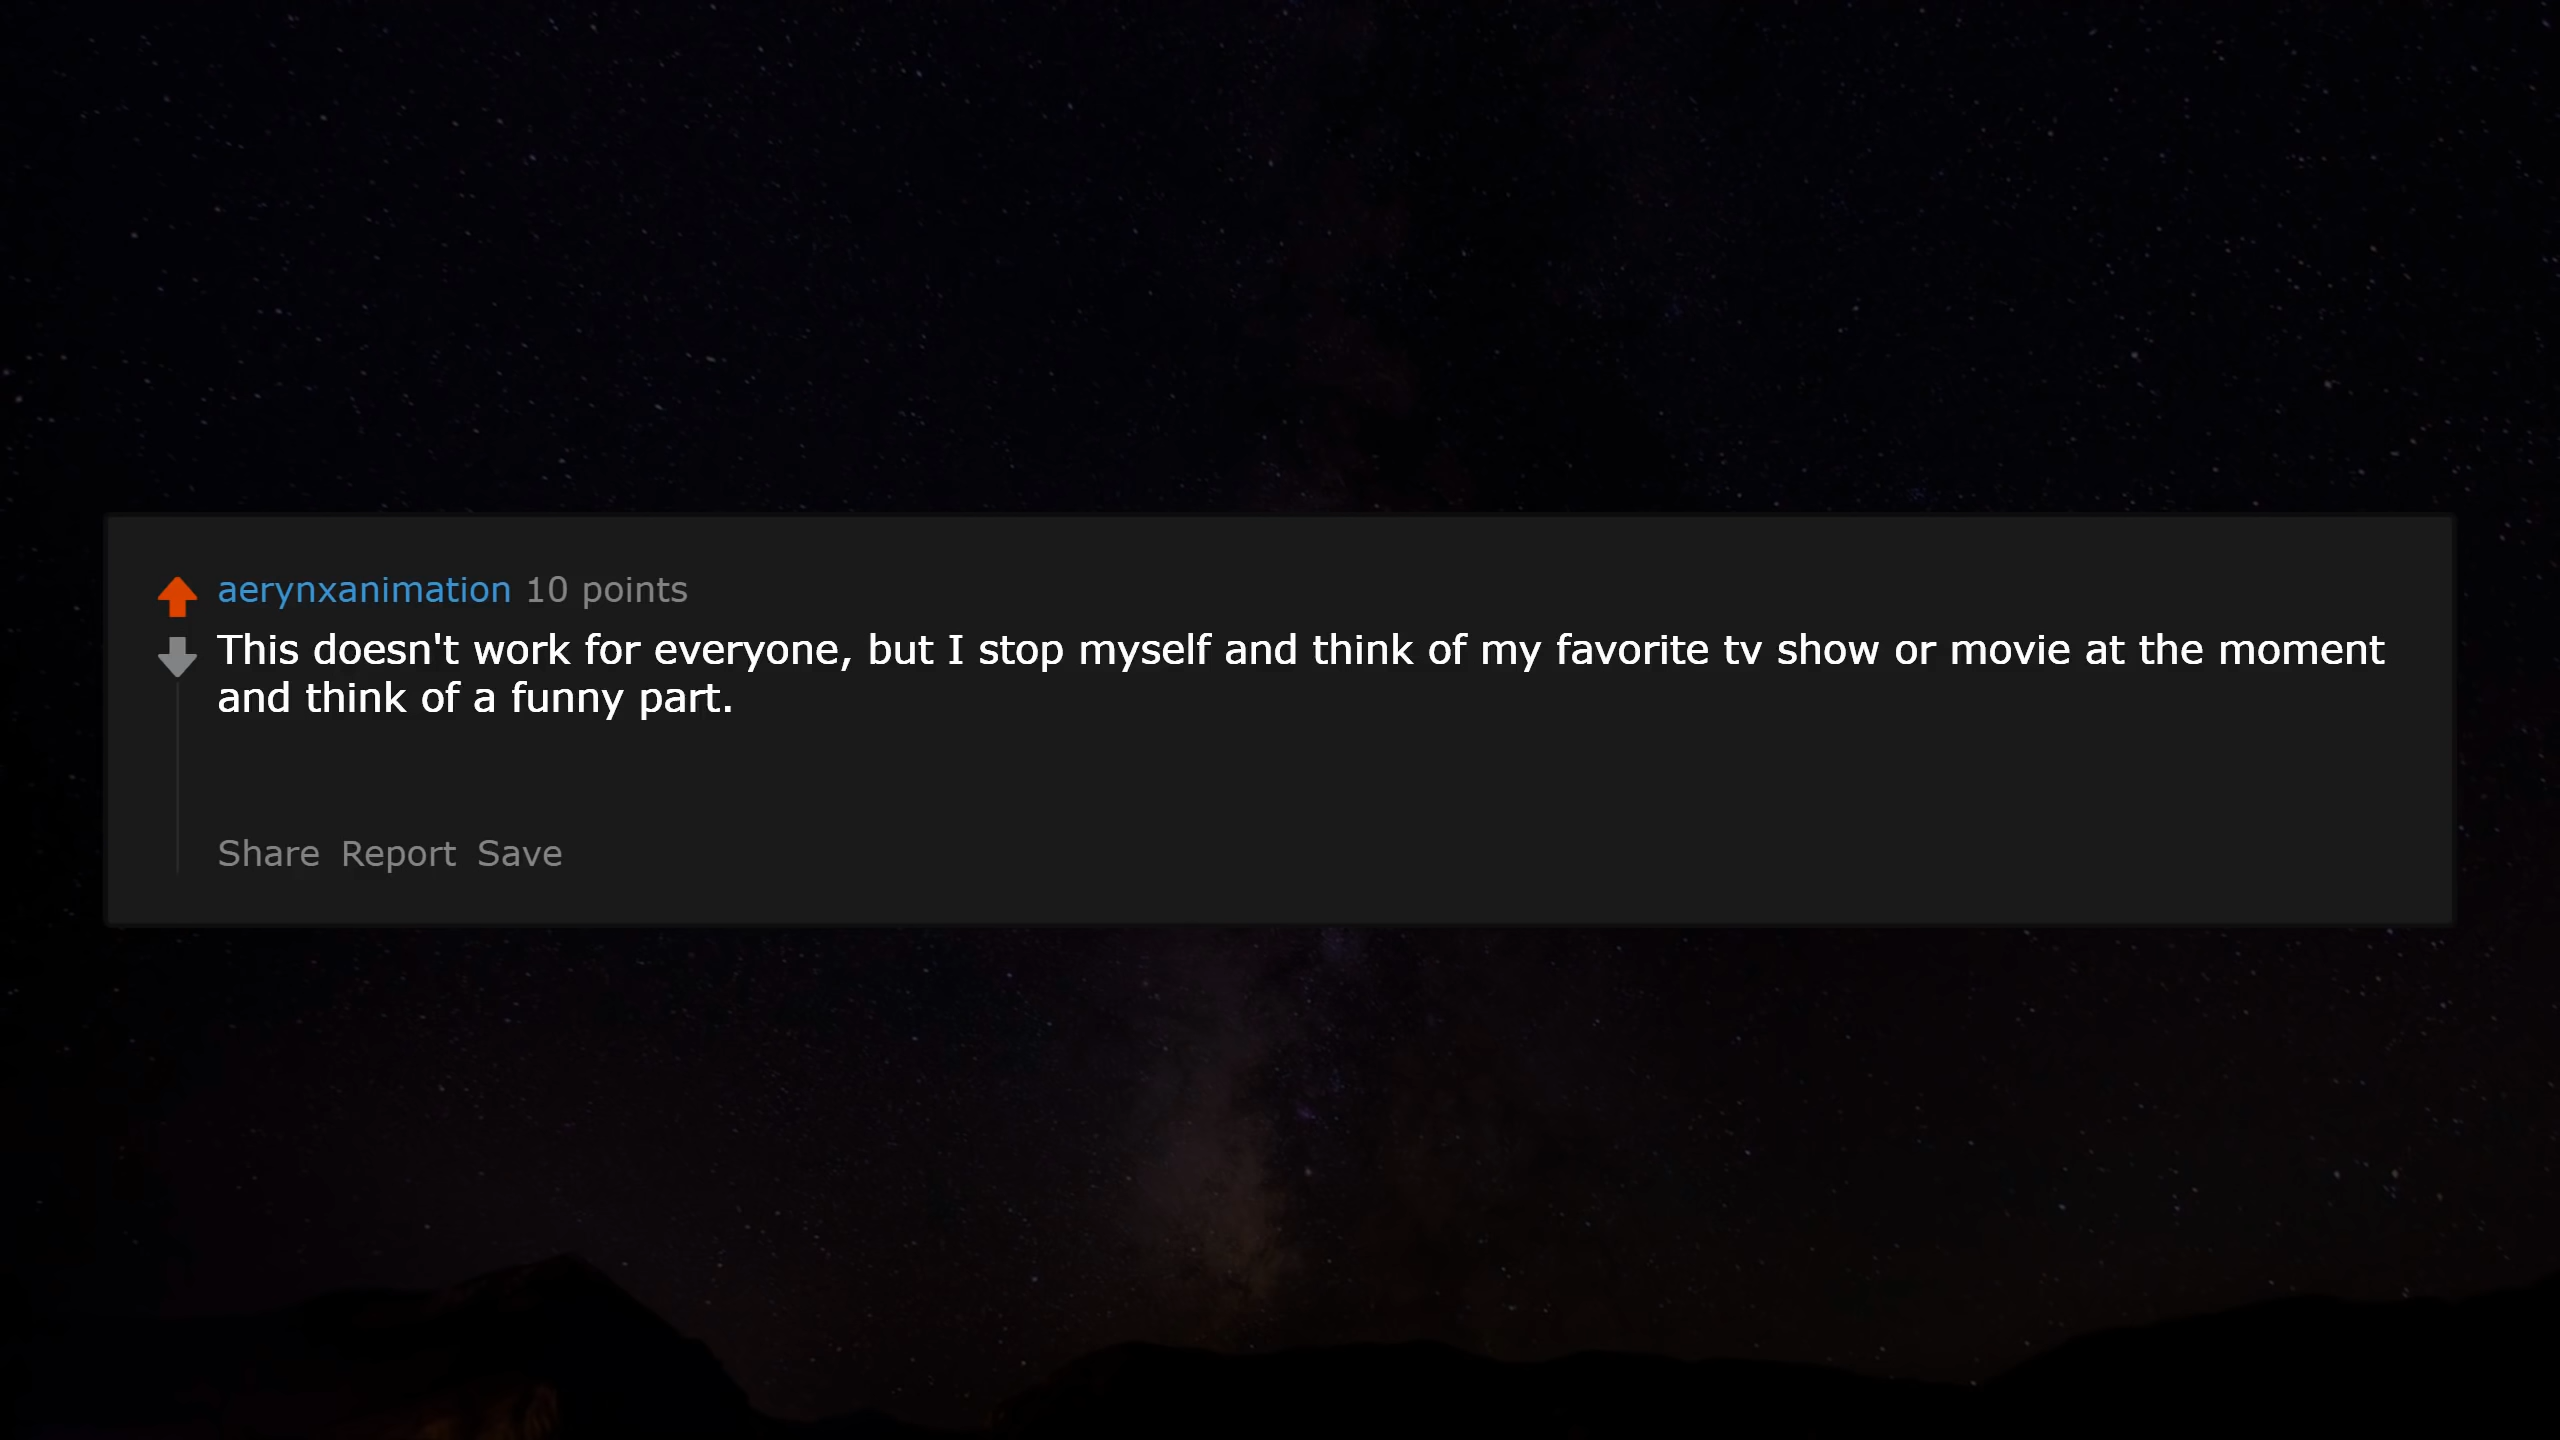 aerynxanimation 10 points
This doesn't work for everyone, but I stop myself and think of my favorite tv show or movie at the moment
and think of a funny part.
Share Report Save